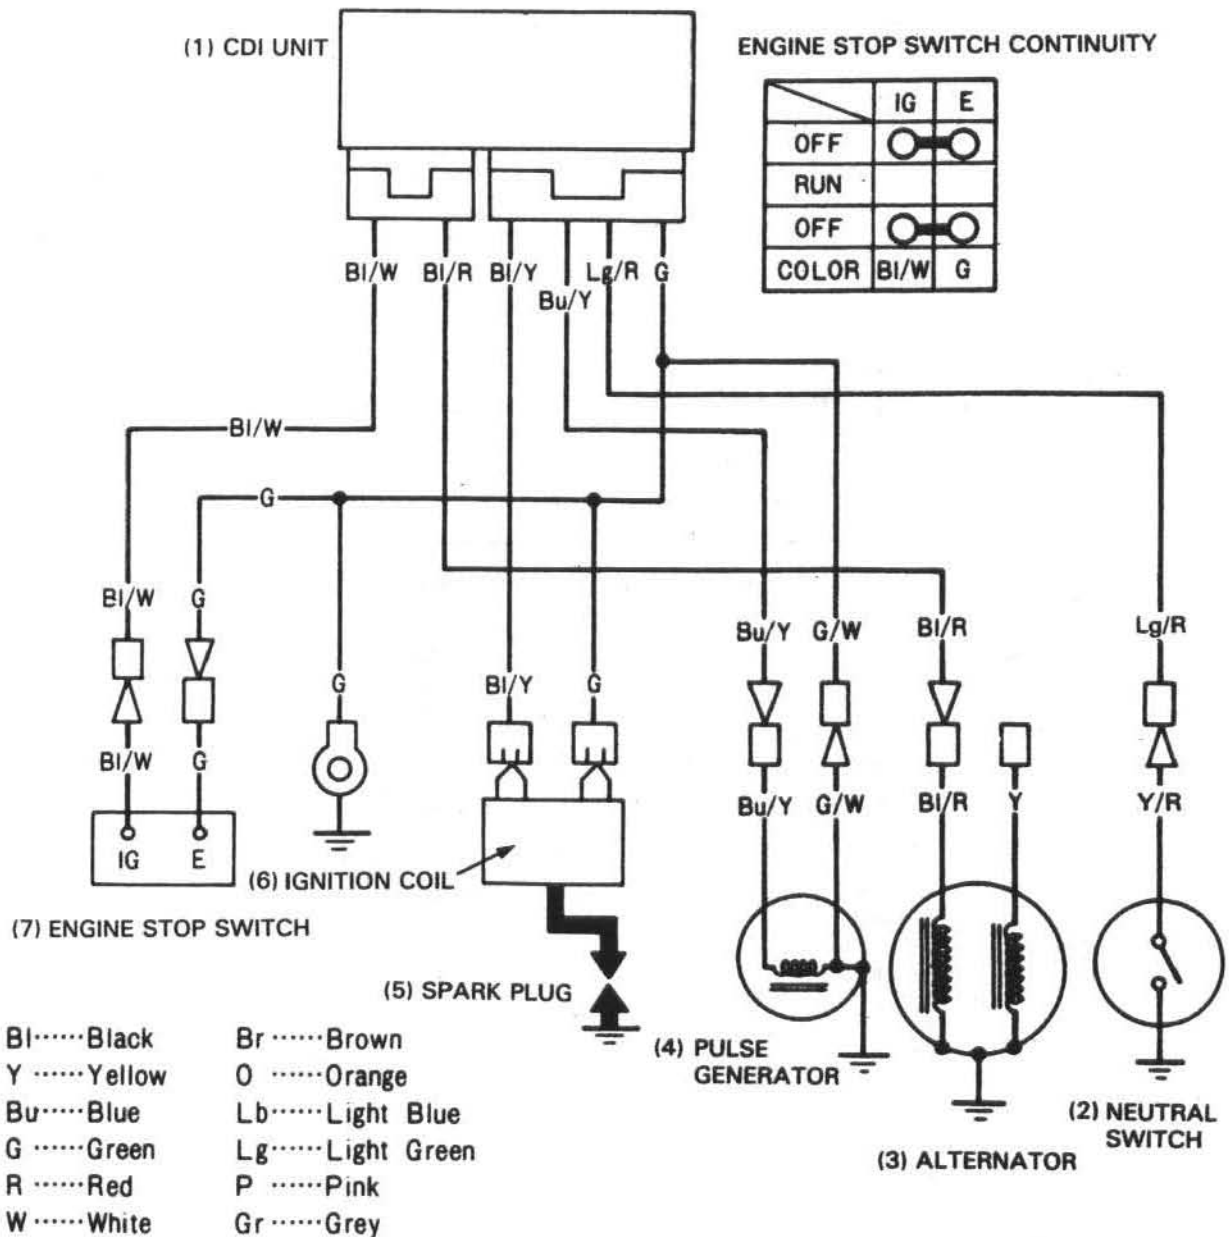 (1) CDI UNIT
ENGINE STOP SWITCH CONTINUITY
IG E
OFF
RUN
OFF
COLOR Bl/W G
Bl/W Bl/R Bl/Y Bu/Y Lg/R G
Bl/W
G
Bl/W G
Bu/Y G/W Bl/R Lg/R
G Bl/Y G
Bl/W G
Bu/Y G/W Bl/R Y Y/R
IG E
(6) IGNITION COIL
(7) ENGINE STOP SWITCH
(5) SPARK PLUG
(4) PULSE
GENERATOR
(3) ALTERNATOR
(2) NEUTRAL
SWITCH
Bl······Black Br ······Brown
Y ······Yellow O ······Orange
Bu······Blue Lb······Light Blue
G ······Green Lg······Light Green
R ······Red P ······Pink
W ······White Gr ······Grey